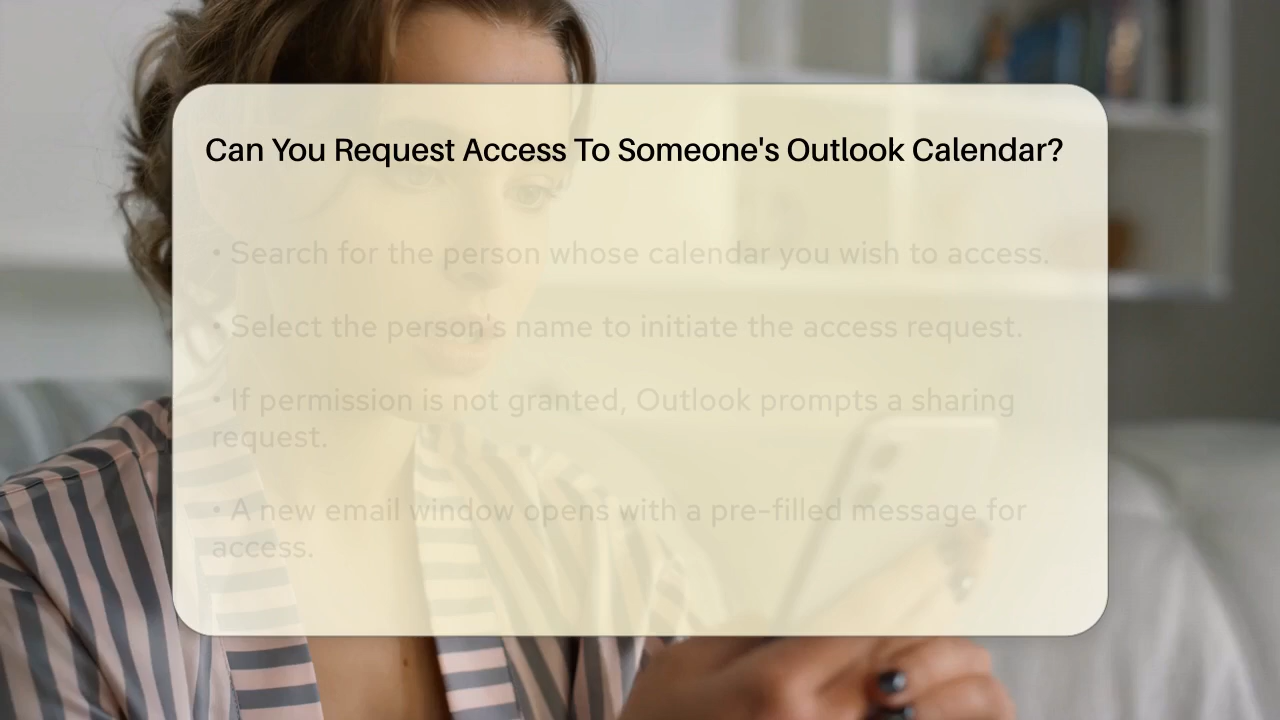 Can You Request Access To Someone's Outlook Calendar?
• Search for the person whose calendar you wish to access.
• Select the person's name to initiate the access request.
• If permission is not granted, Outlook prompts a sharing
request.
• A new email window opens with a pre-filled message for
access.